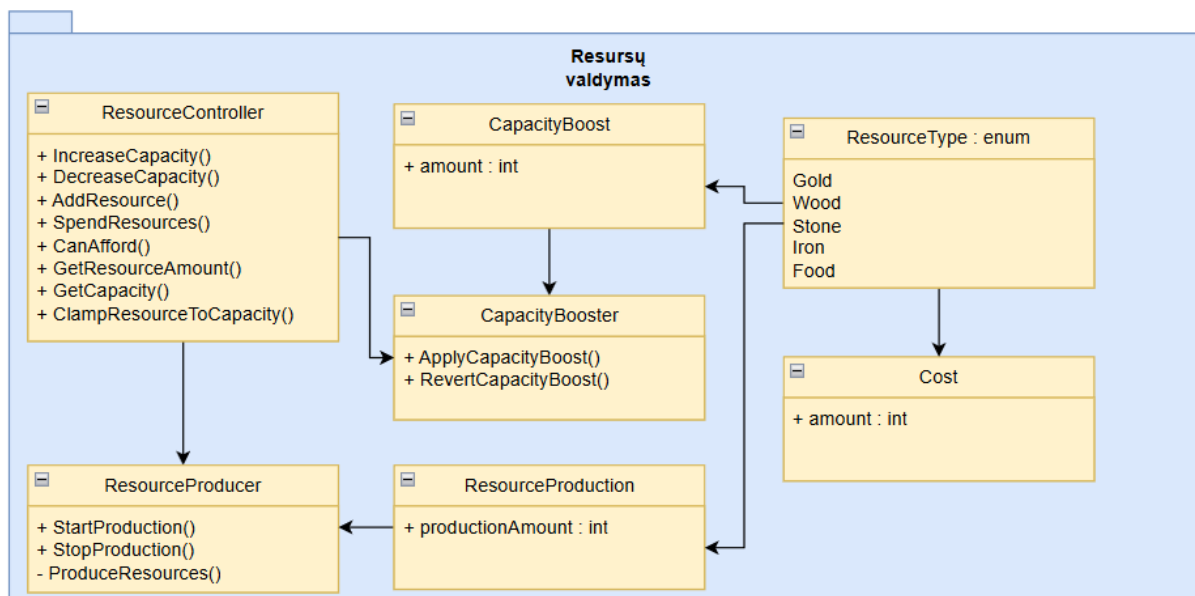 Resursų
valdymas
ResourceController
+ IncreaseCapacity()
+ DecreaseCapacity()
+ AddResource()
+ SpendResources()
+ CanAfford()
+ GetResourceAmount()
+ GetCapacity()
+ ClampResourceToCapacity()
CapacityBoost
+ amount : int
ResourceType : enum
Gold
Wood
Stone
Iron
Food
CapacityBooster
+ ApplyCapacityBoost()
+ RevertCapacityBoost()
Cost
+ amount : int
ResourceProducer
+ StartProduction()
+ StopProduction()
- ProduceResources()
ResourceProduction
+ productionAmount : int